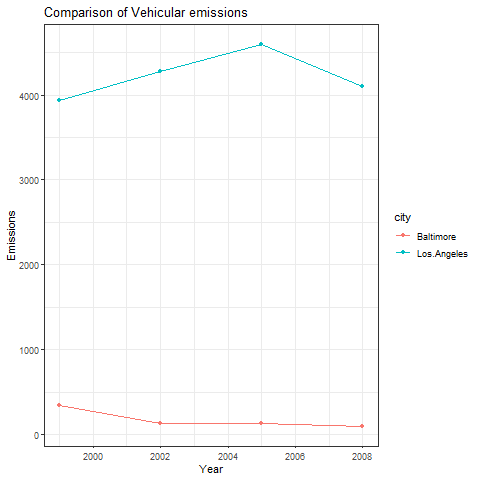 Comparison of Vehicular emissions
4000
3000
2000
1000
0
Emissions
2000
2002
2004
2006
2008
Year
city
Baltimore
Los.Angeles